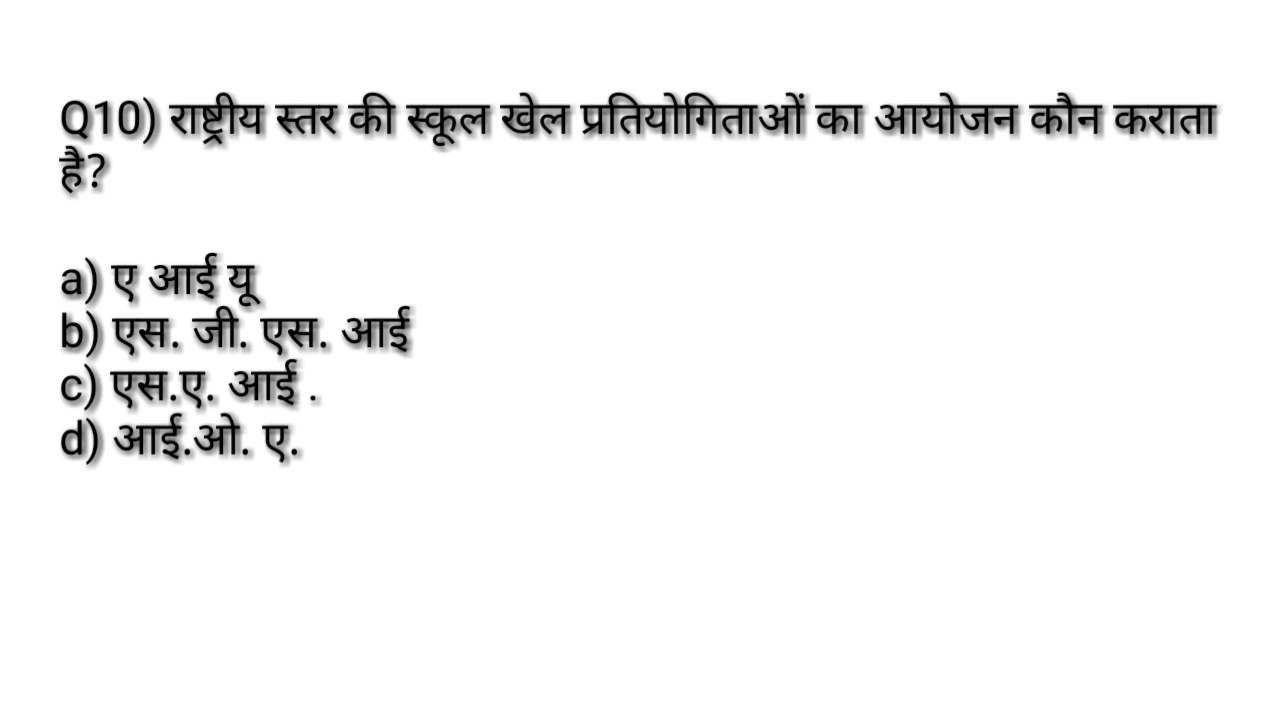 Q10) राष्ट्रीय स्तर की स्कूल खेल प्रतियोगिताओं का आयोजन कौन कराता
है?
a) ए आई यू
b) एस. जी. एस. आई
c) एस.ए. आई .
d) आई.ओ. ए.